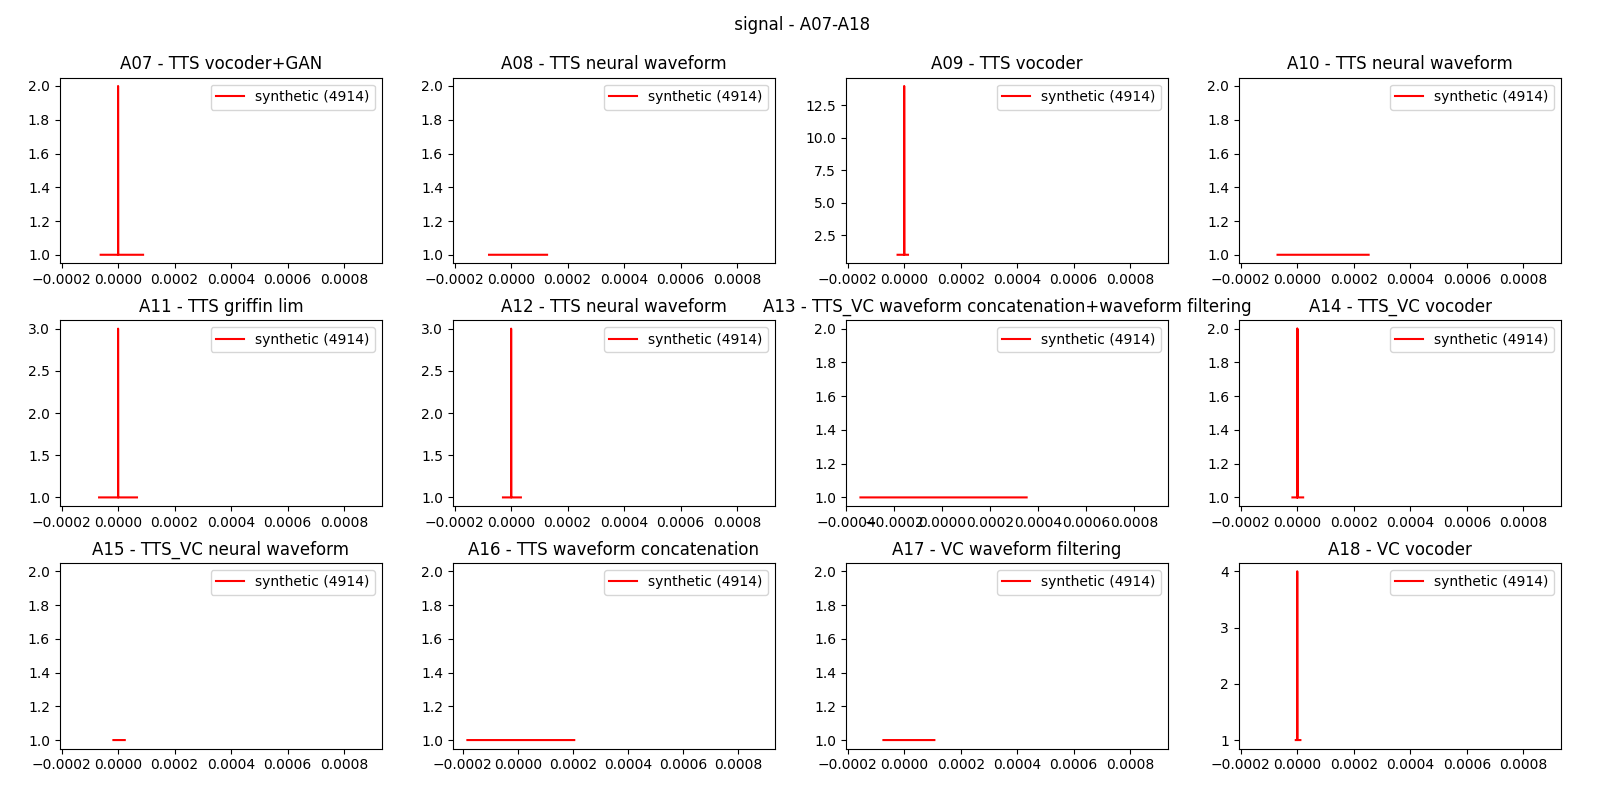 signal - A07-A18
A07 - TTS vocoder+GAN
A08 - TTS neural waveform
A09 - TTS vocoder
A10 - TTS neural waveform
synthetic (4914)
synthetic (4914)
synthetic (4914)
synthetic (4914)
2.0
1.8
1.6
1.4
1.2
1.0
2.0
1.8
1.6
1.4
1.2
1.0
12.5
10.0
7.5
5.0
2.5
2.0
1.8
1.6
1.4
1.2
1.0
−0.0002 0.0000 0.0002 0.0004 0.0006 0.0008
−0.0002 0.0000 0.0002 0.0004 0.0006 0.0008
−0.0002 0.0000 0.0002 0.0004 0.0006 0.0008
−0.0002 0.0000 0.0002 0.0004 0.0006 0.0008
A11 - TTS griffin lim
A12 - TTS neural waveform
A13 - TTS_VC waveform concatenation+waveform filtering
A14 - TTS_VC vocoder
synthetic (4914)
synthetic (4914)
synthetic (4914)
synthetic (4914)
3.0
2.5
2.0
1.5
1.0
3.0
2.5
2.0
1.5
1.0
2.0
1.8
1.6
1.4
1.2
1.0
2.0
1.8
1.6
1.4
1.2
1.0
−0.0002 0.0000 0.0002 0.0004 0.0006 0.0008
−0.0002 0.0000 0.0002 0.0004 0.0006 0.0008
−0.0004 −0.0002 0.0000 0.0002 0.0004 0.0006 0.0008
−0.0002 0.0000 0.0002 0.0004 0.0006 0.0008
A15 - TTS_VC neural waveform
A16 - TTS waveform concatenation
A17 - VC waveform filtering
A18 - VC vocoder
synthetic (4914)
synthetic (4914)
synthetic (4914)
synthetic (4914)
2.0
1.8
1.6
1.4
1.2
1.0
2.0
1.8
1.6
1.4
1.2
1.0
2.0
1.8
1.6
1.4
1.2
1.0
4
3
2
1
−0.0002 0.0000 0.0002 0.0004 0.0006 0.0008
−0.0002 0.0000 0.0002 0.0004 0.0006 0.0008
−0.0002 0.0000 0.0002 0.0004 0.0006 0.0008
−0.0002 0.0000 0.0002 0.0004 0.0006 0.0008